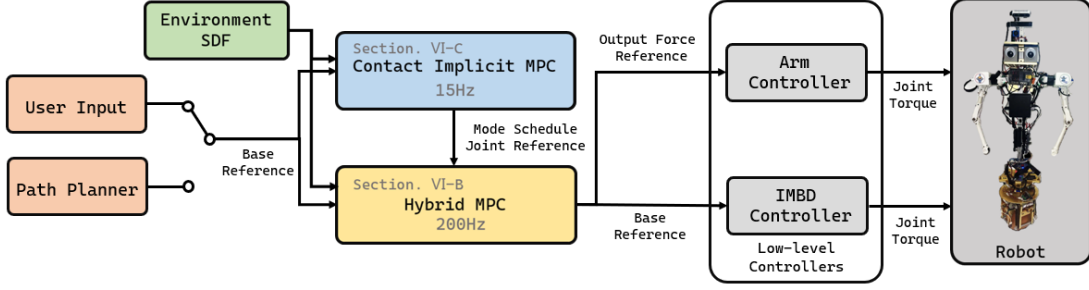 Environment
SDF
User Input
Path Planner
Base
Reference
Section. VI-C
Contact Implicit MPC
15Hz
Mode Schedule
Joint Reference
Section. VI-B
Hybrid MPC
200Hz
Output Force
Reference
Base
Reference
Arm
Controller
IMBD
Controller
Low-level
Controllers
Joint
Torque
Joint
Torque
Robot